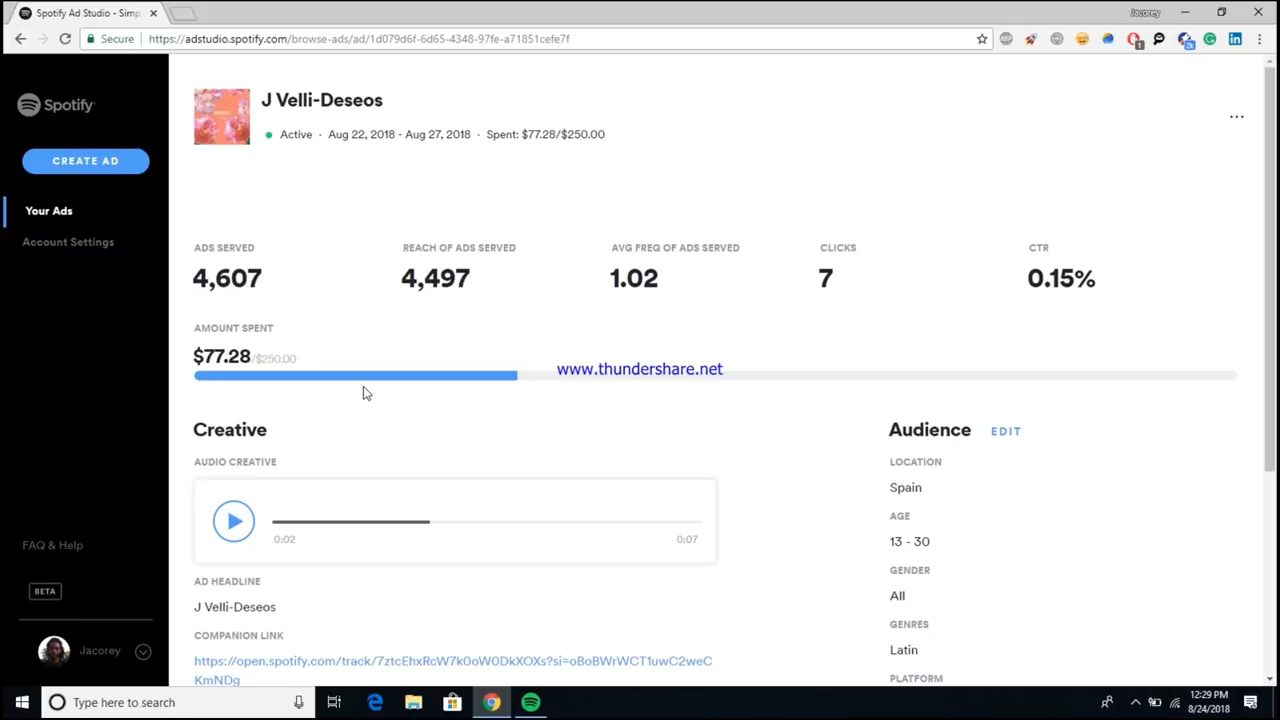 Spotify Ad Studio - Simp
Jacorey
Secure
https://adstudio.spotify.com/browse-ads/ad/1d079d6f-6d65-4348-97fe-a71851cefe7f
Spotify
CREATE AD
Your Ads
Account Settings
FAQ & Help
BETA
Jacorey
J Velli-Deseos
Active · Aug 22, 2018 - Aug 27, 2018 · Spent: $77.28/$250.00
ADS SERVED
4,607
REACH OF ADS SERVED
4,497
AVG FREQ OF ADS SERVED
1.02
CLICKS
7
CTR
0.15%
AMOUNT SPENT
$77.28/$250.00
www.thundershare.net
Creative
AUDIO CREATIVE
0:02
0:07
AD HEADLINE
J Velli-Deseos
COMPANION LINK
https://open.spotify.com/track/7ztcEhxRcW7k0oW0DkXOXs?si=oBoBWrWCT1uwC2weC
KmNDg
Audience EDIT
LOCATION
Spain
AGE
13 - 30
GENDER
All
GENRES
Latin
PLATFORM
Type here to search
12:29 PM
8/24/2018